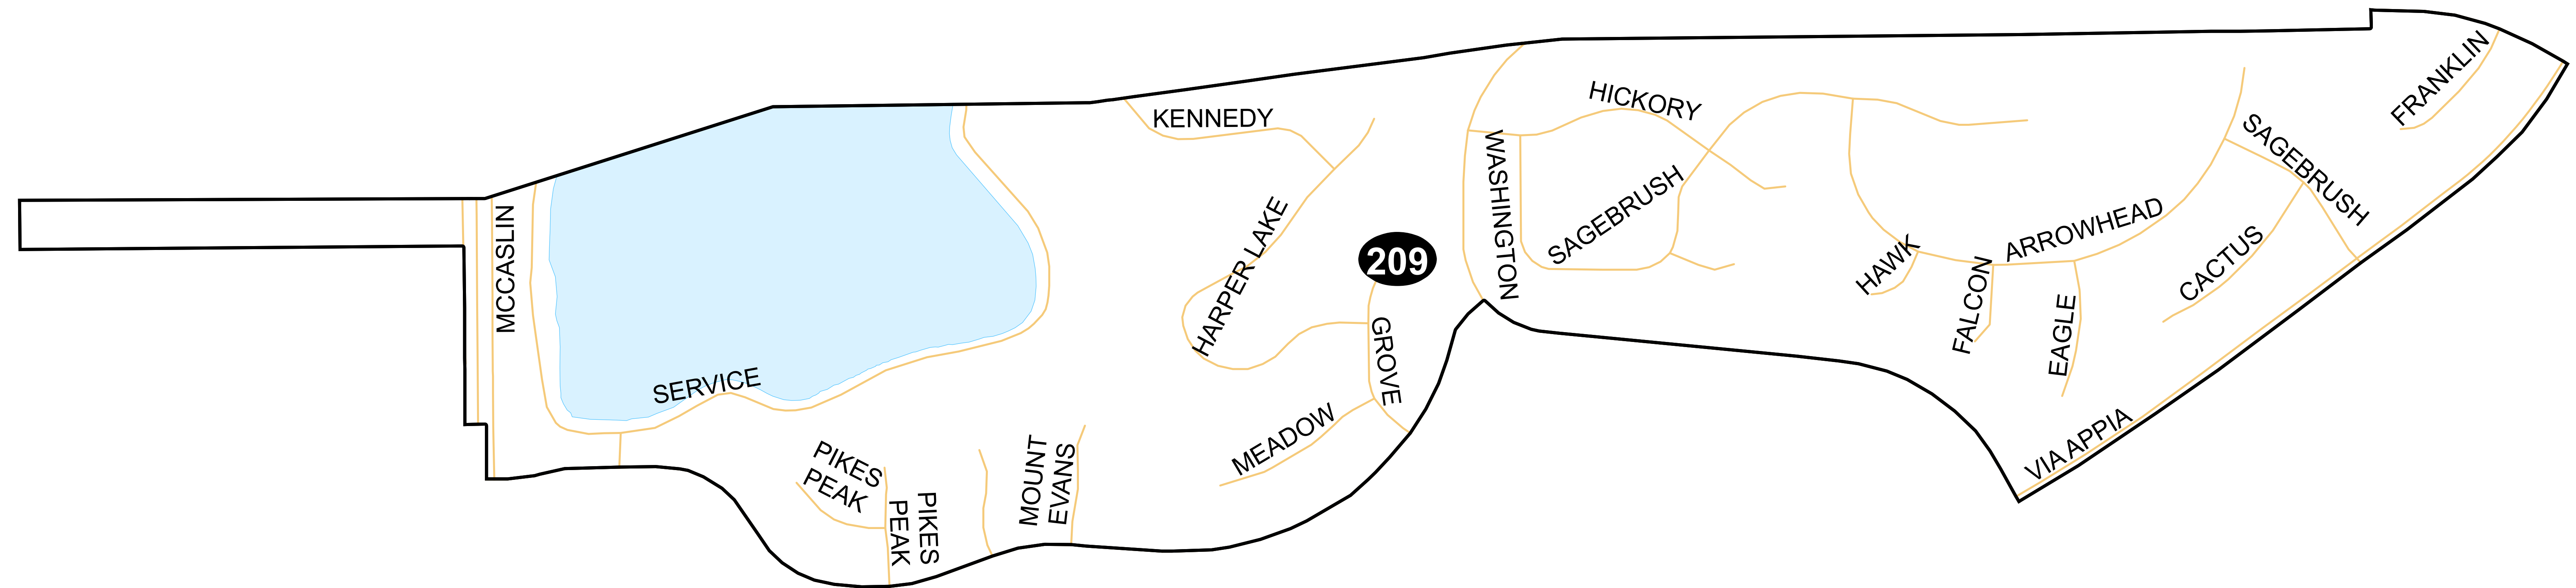 FRANKLIN
HICKORY
KENNEDY
SAGEBRUSH
WASHINGTON
SAGEBRUSH
MCCASLIN
HARPER LAKE
209
ARROWHEAD
HAWK
CACTUS
FALCON
EAGLE
GROVE
SERVICE
MEADOW
VIA APPIA
PIKES
PEAK
MOUNT
EVANS
PIKES
PEAK